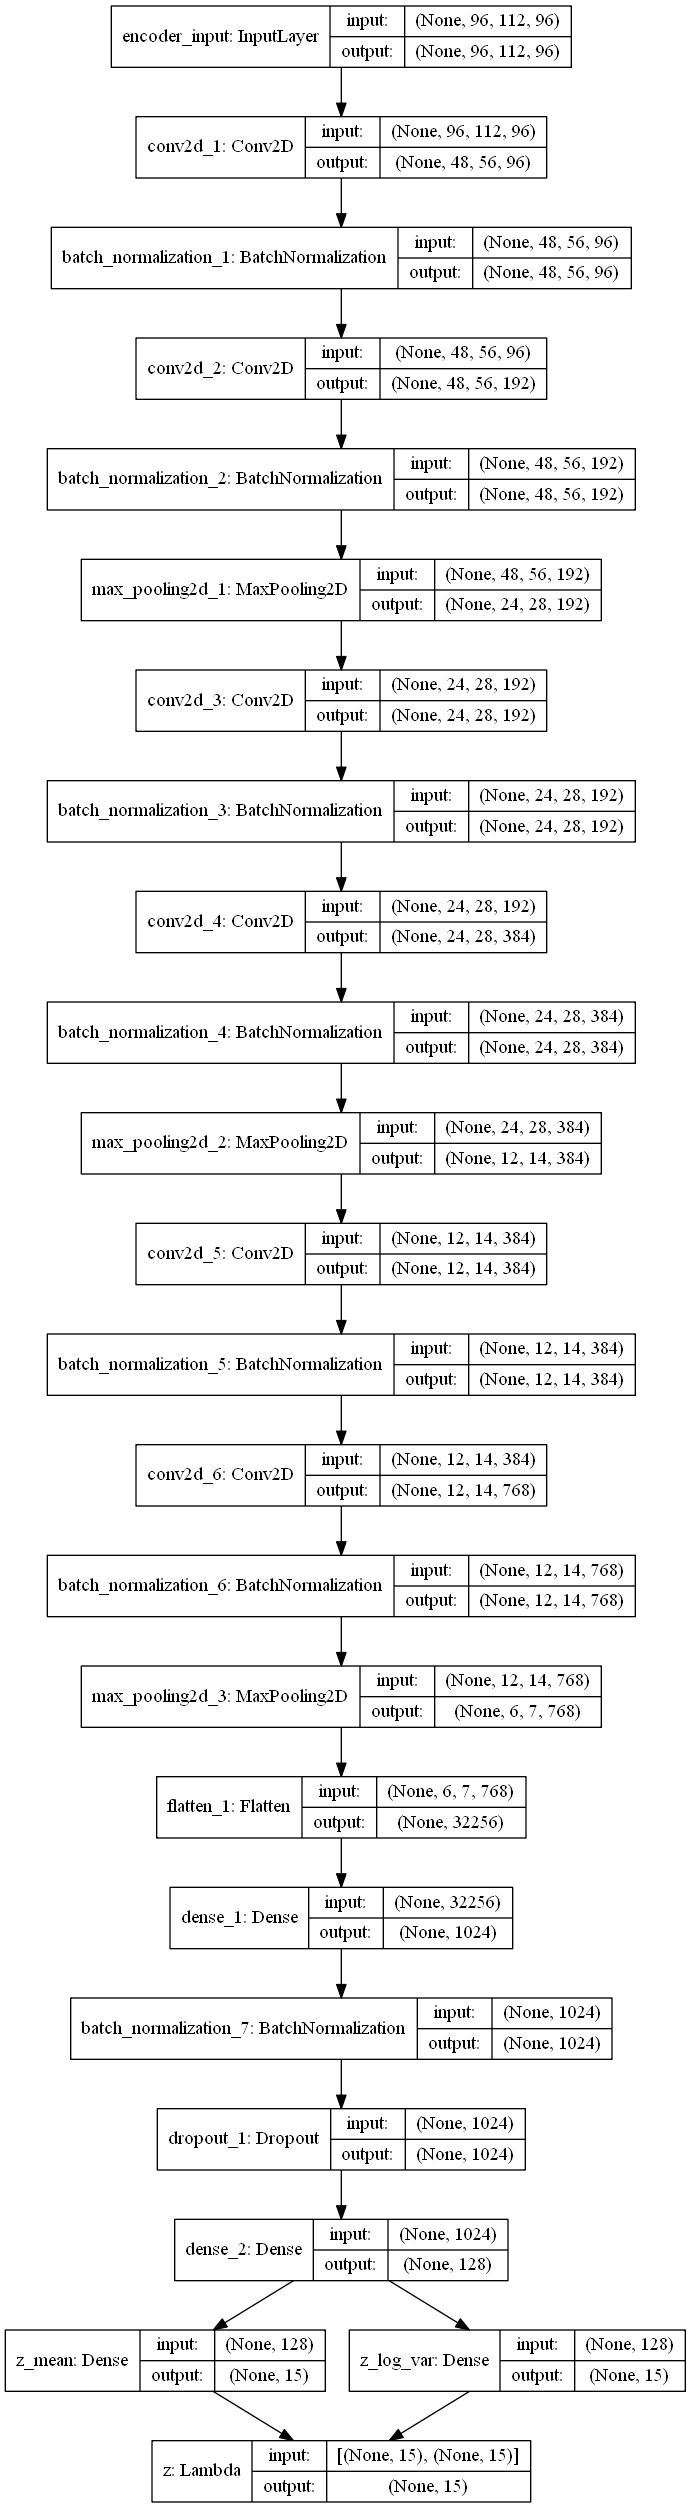 encoder_input: InputLayer
input: (None, 96, 112, 96)
output: (None, 96, 112, 96)
conv2d_1: Conv2D
input: (None, 96, 112, 96)
output: (None, 48, 56, 96)
batch_normalization_1: BatchNormalization
input: (None, 48, 56, 96)
output: (None, 48, 56, 96)
conv2d_2: Conv2D
input: (None, 48, 56, 96)
output: (None, 48, 56, 192)
batch_normalization_2: BatchNormalization
input: (None, 48, 56, 192)
output: (None, 48, 56, 192)
max_pooling2d_1: MaxPooling2D
input: (None, 48, 56, 192)
output: (None, 24, 28, 192)
conv2d_3: Conv2D
input: (None, 24, 28, 192)
output: (None, 24, 28, 192)
batch_normalization_3: BatchNormalization
input: (None, 24, 28, 192)
output: (None, 24, 28, 192)
conv2d_4: Conv2D
input: (None, 24, 28, 192)
output: (None, 24, 28, 384)
batch_normalization_4: BatchNormalization
input: (None, 24, 28, 384)
output: (None, 24, 28, 384)
max_pooling2d_2: MaxPooling2D
input: (None, 24, 28, 384)
output: (None, 12, 14, 384)
conv2d_5: Conv2D
input: (None, 12, 14, 384)
output: (None, 12, 14, 384)
batch_normalization_5: BatchNormalization
input: (None, 12, 14, 384)
output: (None, 12, 14, 384)
conv2d_6: Conv2D
input: (None, 12, 14, 384)
output: (None, 12, 14, 768)
batch_normalization_6: BatchNormalization
input: (None, 12, 14, 768)
output: (None, 12, 14, 768)
max_pooling2d_3: MaxPooling2D
input: (None, 12, 14, 768)
output: (None, 6, 7, 768)
flatten_1: Flatten
input: (None, 6, 7, 768)
output: (None, 32256)
dense_1: Dense
input: (None, 32256)
output: (None, 1024)
batch_normalization_7: BatchNormalization
input: (None, 1024)
output: (None, 1024)
dropout_1: Dropout
input: (None, 1024)
output: (None, 1024)
dense_2: Dense
input: (None, 1024)
output: (None, 128)
z_mean: Dense
input: (None, 128)
output: (None, 15)
z_log_var: Dense
input: (None, 128)
output: (None, 15)
z: Lambda
input: [(None, 15), (None, 15)]
output: (None, 15)